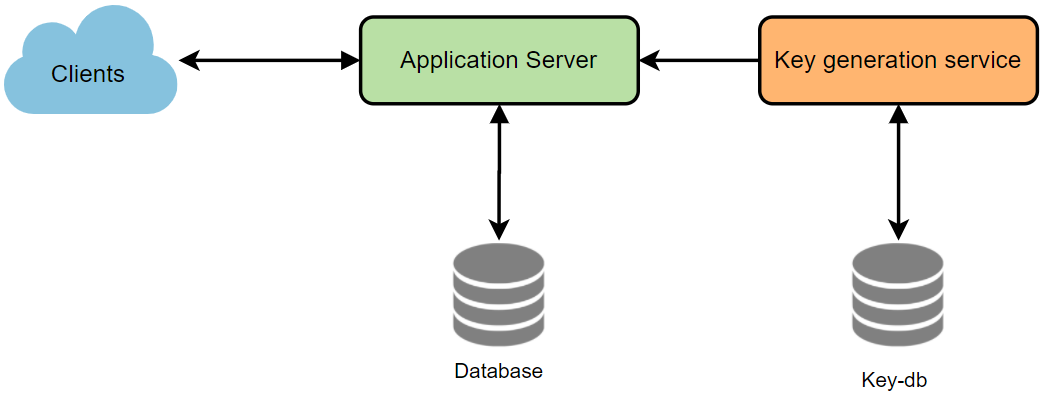 Clients
Application Server
Key generation service
Database
Key-db